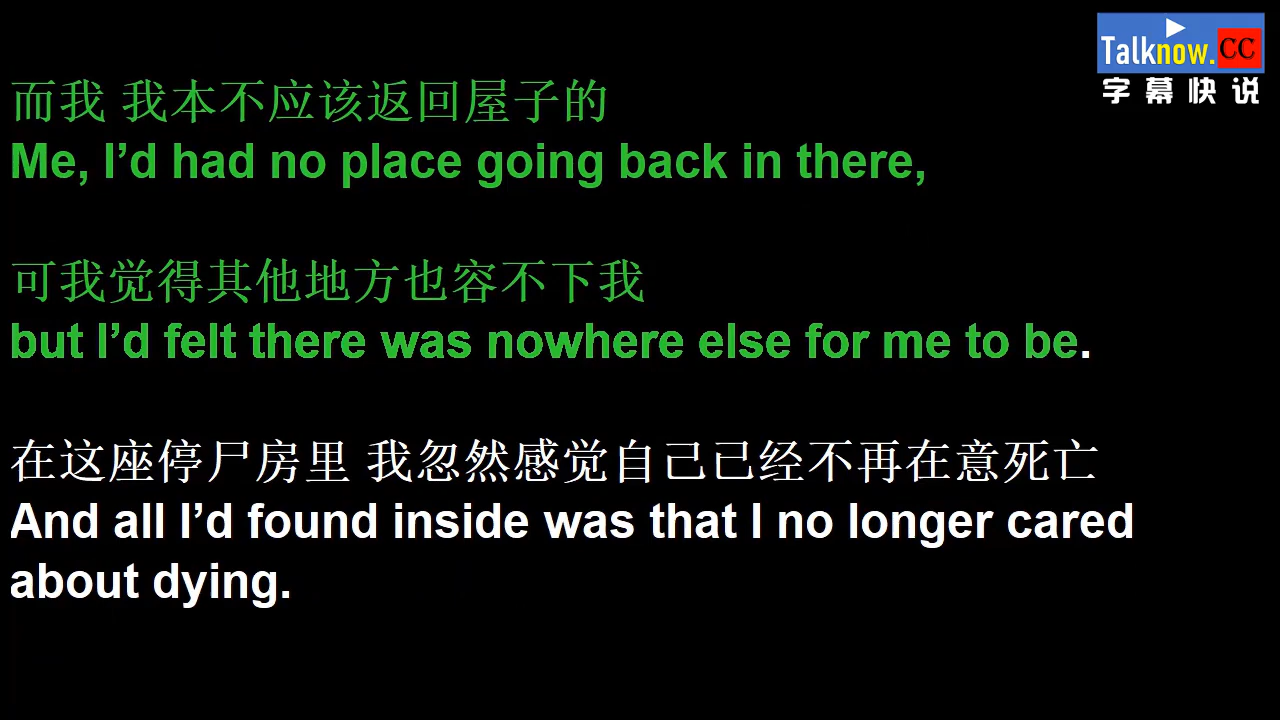 Talknow.CC
字幕快说
而我 我本不应该返回屋子的
Me, I’d had no place going back in there,
可我觉得其他地方也容不下我
but I’d felt there was nowhere else for me to be.
在这座停尸房里 我忽然感觉自己已经不再在意死亡
And all I’d found inside was that I no longer cared
about dying.